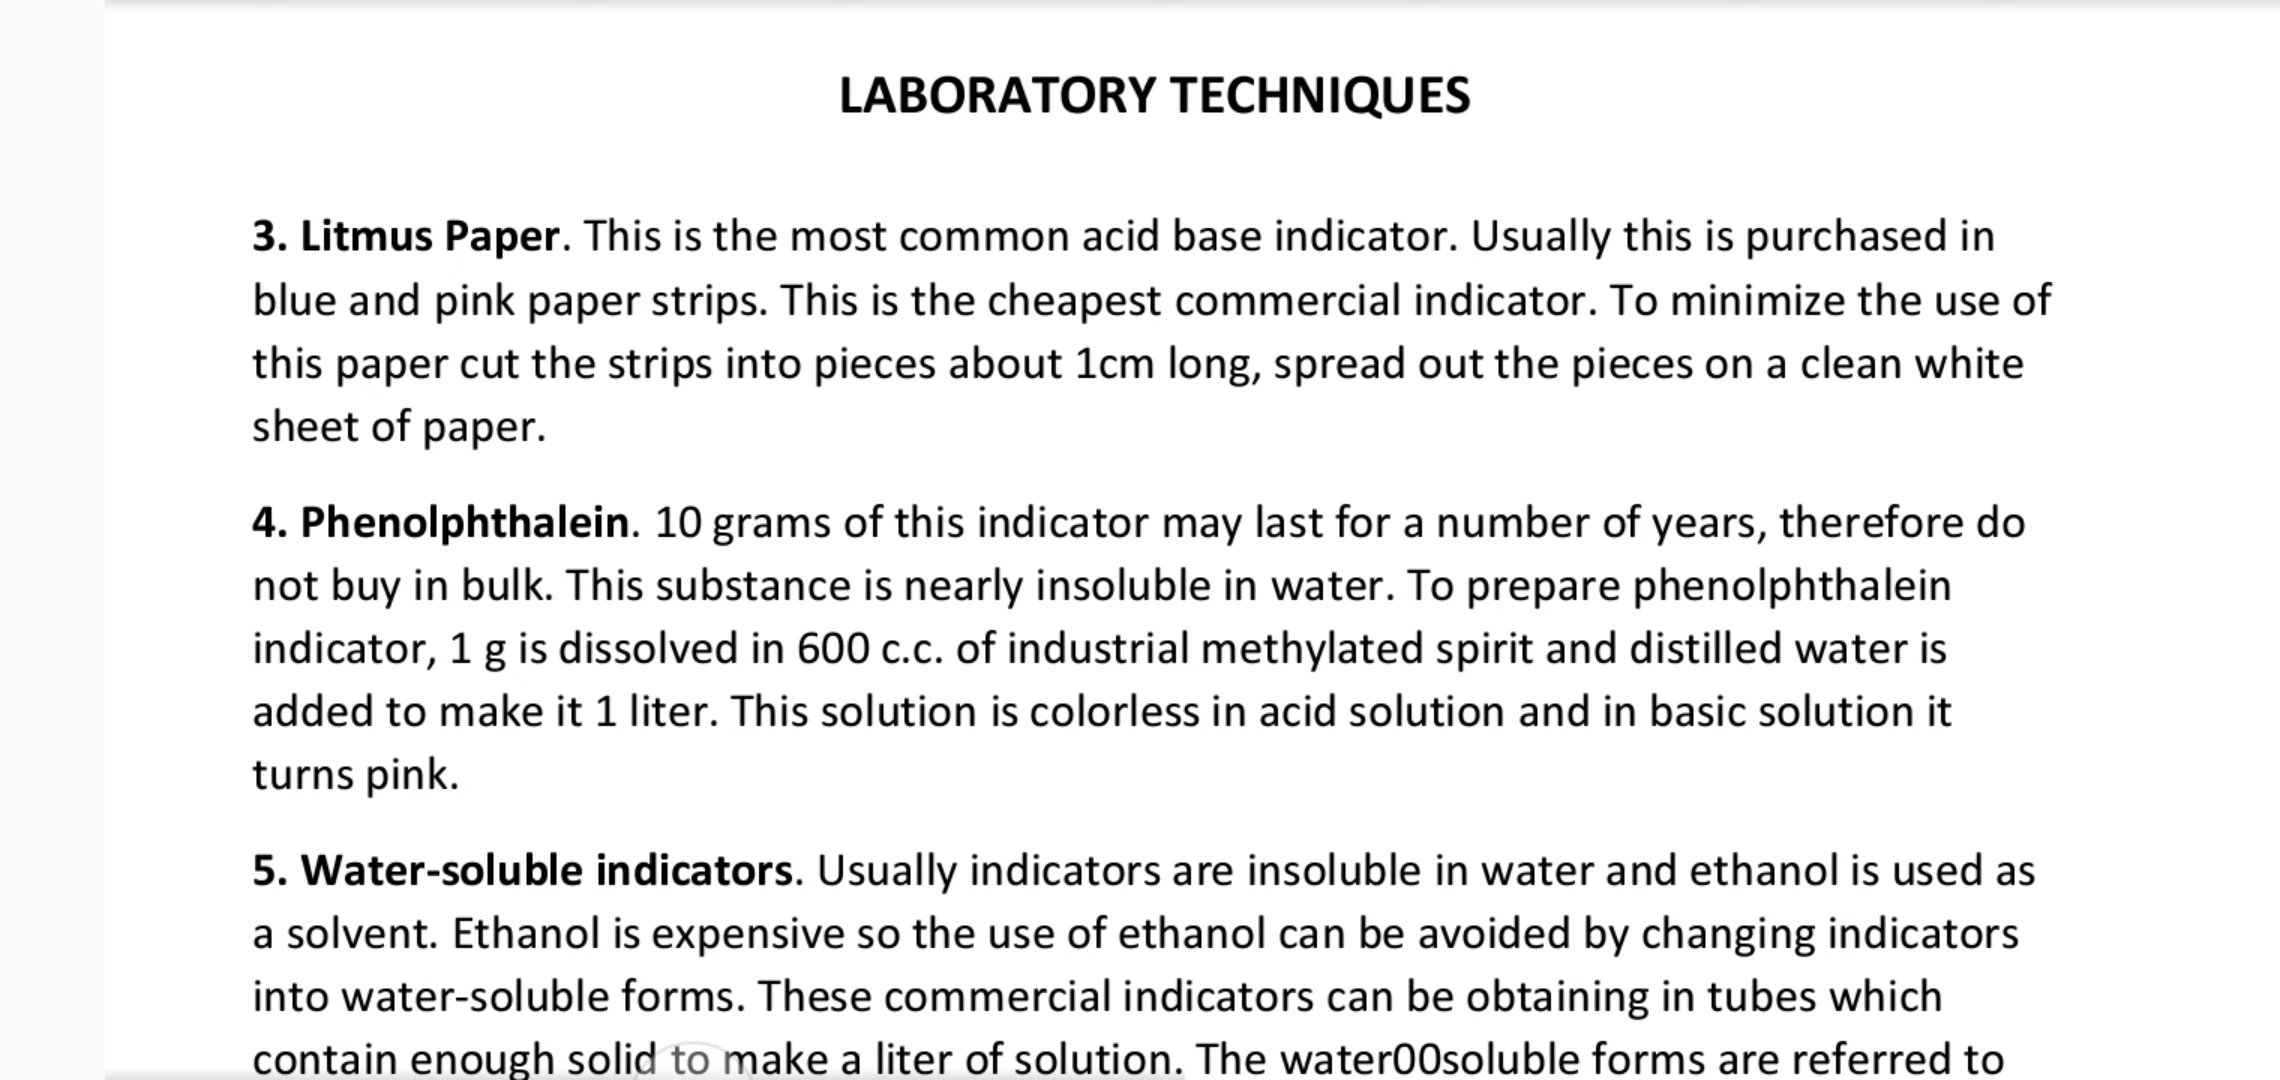 LABORATORY TECHNIQUES
3. Litmus Paper. This is the most common acid base indicator. Usually this is purchased in
blue and pink paper strips. This is the cheapest commercial indicator. To minimize the use of
this paper cut the strips into pieces about 1cm long, spread out the pieces on a clean white
sheet of paper.
4. Phenolphthalein. 10 grams of this indicator may last for a number of years, therefore do
not buy in bulk. This substance is nearly insoluble in water. To prepare phenolphthalein
indicator, 1 g is dissolved in 600 c.c. of industrial methylated spirit and distilled water is
added to make it 1 liter. This solution is colorless in acid solution and in basic solution it
turns pink.
5. Water-soluble indicators. Usually indicators are insoluble in water and ethanol is used as
a solvent. Ethanol is expensive so the use of ethanol can be avoided by changing indicators
into water-soluble forms. These commercial indicators can be obtaining in tubes which
contain enough solid to make a liter of solution. The water00soluble forms are referred to